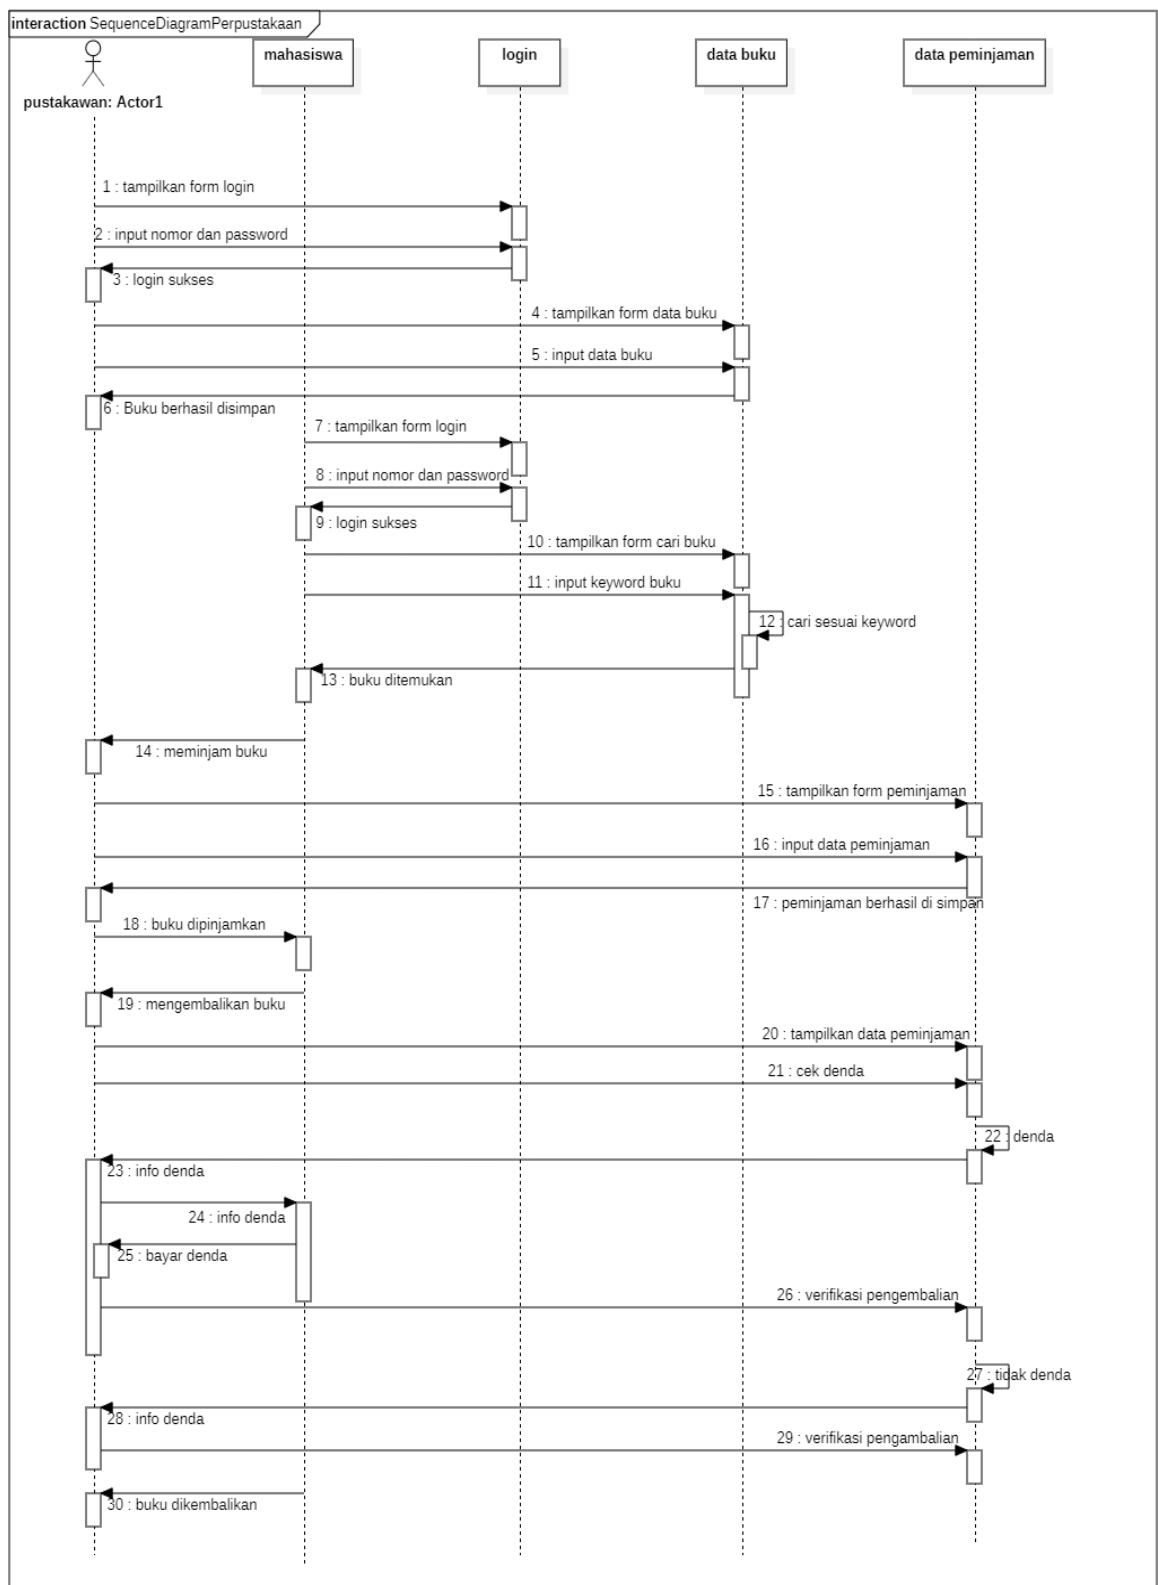 interaction SequenceDiagramPerpustakaan
mahasiswa
login
data buku
data peminjaman
pustakawan: Actor1
1 : tampilkan form login
2 : input nomor dan password
3 : login sukses
4 : tampilkan form data buku
5 : input data buku
6 : Buku berhasil disimpan
7 : tampilkan form login
8 : input nomor dan password
9 : login sukses
10 : tampilkan form cari buku
11 : input keyword buku
12 : cari sesuai keyword
13 : buku ditemukan
14 : meminjam buku
15 : tampilkan form peminjaman
16 : input data peminjaman
17 : peminjaman berhasil di simpan
18 : buku dipinjamkan
19 : mengembalikan buku
20 : tampilkan data peminjaman
21 : cek denda
22 : denda
23 : info denda
24 : info denda
25 : bayar denda
26 : verifikasi pengembalian
27 : tidak denda
28 : info denda
29 : verifikasi pengambalian
30 : buku dikembalikan